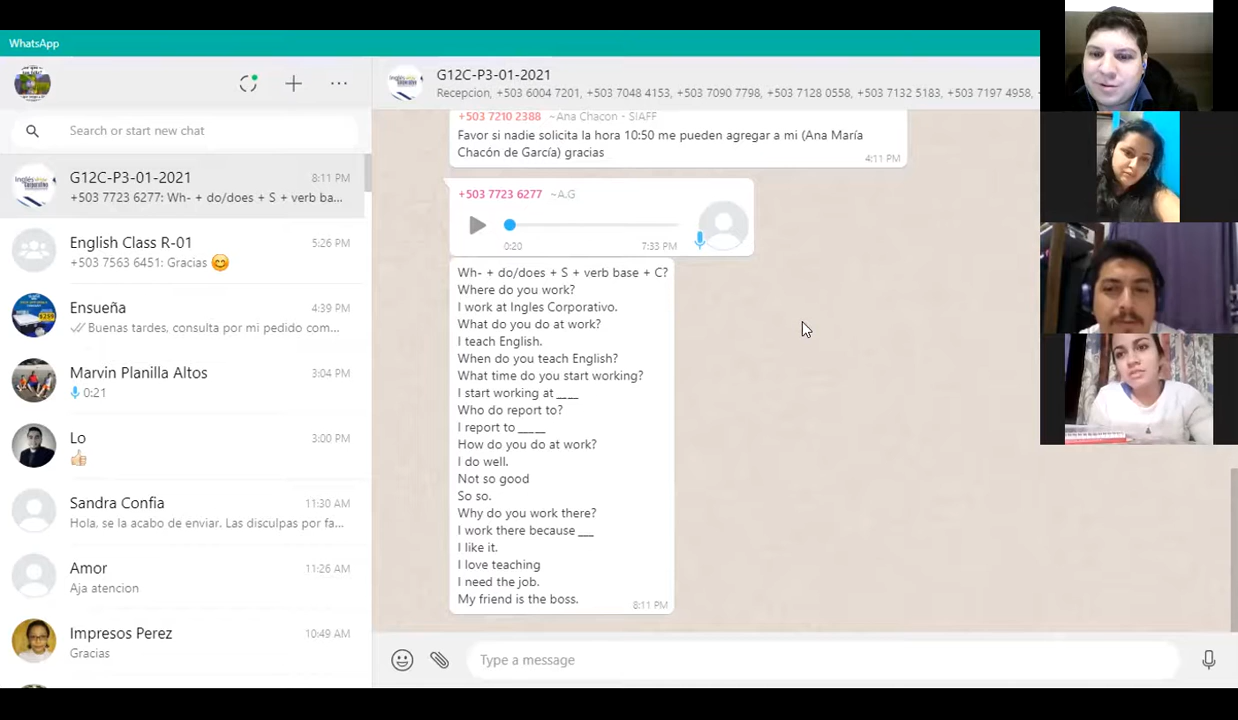 WhatsApp
Search or start new chat
G12C-P3-01-2021
8:11 PM
+503 7723 6277: Wh- + do/does + S + verb ba...
English Class R-01
5:26 PM
+503 7563 6451: Gracias 😊
Ensueña
4:39 PM
Buenas tardes, consulta por mi pedido com...
Marvin Planilla Altos
3:04 PM
0:21
Lo
3:00 PM
👍🏻
Sandra Confia
11:30 AM
Hola. se la acabo de enviar. Las disculpas por fa...
Amor
11:26 AM
Aja atencion
Impresos Perez
10:49 AM
Gracias
G12C-P3-01-2021
Recepcion, +503 6004 7201, +503 7048 4153, +503 7090 7798, +503 7128 0558, +503 7132 5183, +503 7197 4958,
+503 7210 2388 ~Ana Chacon - SIAFF
Favor si nadie solicita la hora 10:50 me pueden agregar a mi (Ana María
Chacón de García) gracias
4:11 PM
+503 7723 6277 ~A.G
0:20
7:33 PM
Wh- + do/does + S + verb base + C?
Where do you work?
I work at Ingles Corporativo.
What do you do at work?
I teach English.
When do you teach English?
What time do you start working?
I start working at ____
Who do report to?
I report to _____
How do you do at work?
I do well.
Not so good
So so.
Why do you work there?
I work there because ___
I like it.
I love teaching
I need the job.
My friend is the boss.
8:11 PM
Type a message